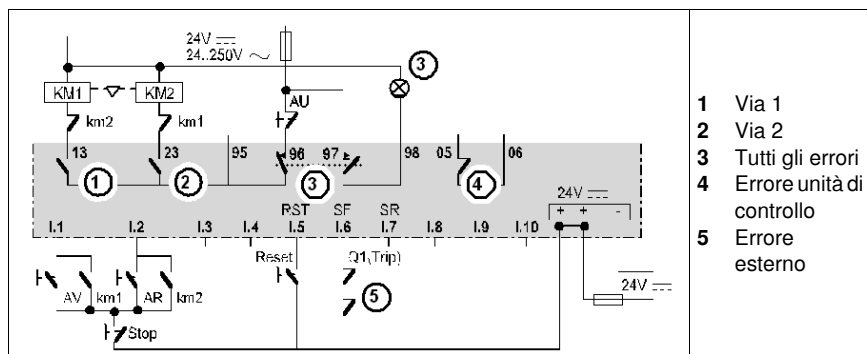 24V
24..250V
3
KM1
KM2
AU
km2
km1
13
23
95
96
97
98
05
06
1
2
3
4
24V
RST
SF
SR
+ + -
I.1
I.2
I.3
I.4
I.5
I.6
I.7
I.8
I.9
I.10
Reset
Q1\Trip)
AV
km1
AR
km2
5
24V
Stop
1 Via 1
2 Via 2
3 Tutti gli errori
4 Errore unità di
controllo
5 Errore
esterno